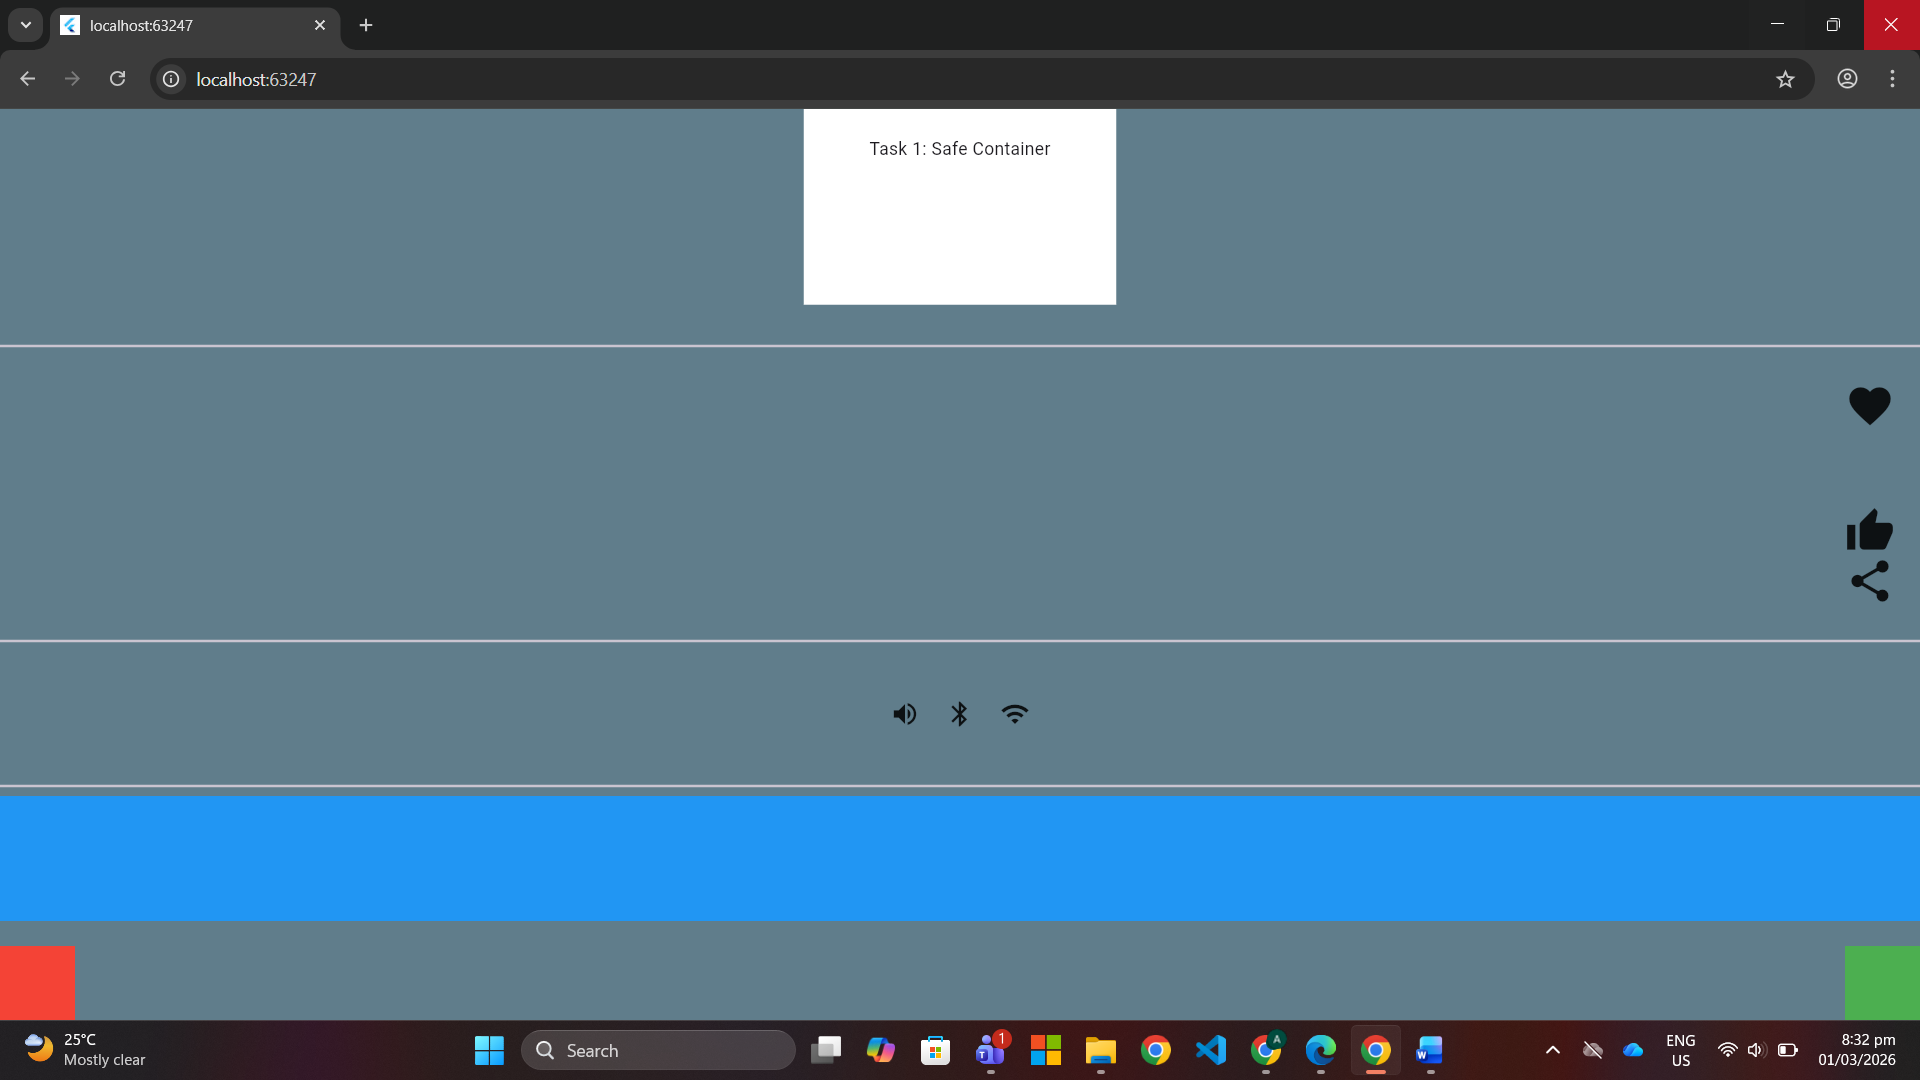 localhost:63247
localhost:63247
Task 1: Safe Container
25°C
Mostly clear
Search
1
T
A
W
ENG
US
8:32 pm
01/03/2026